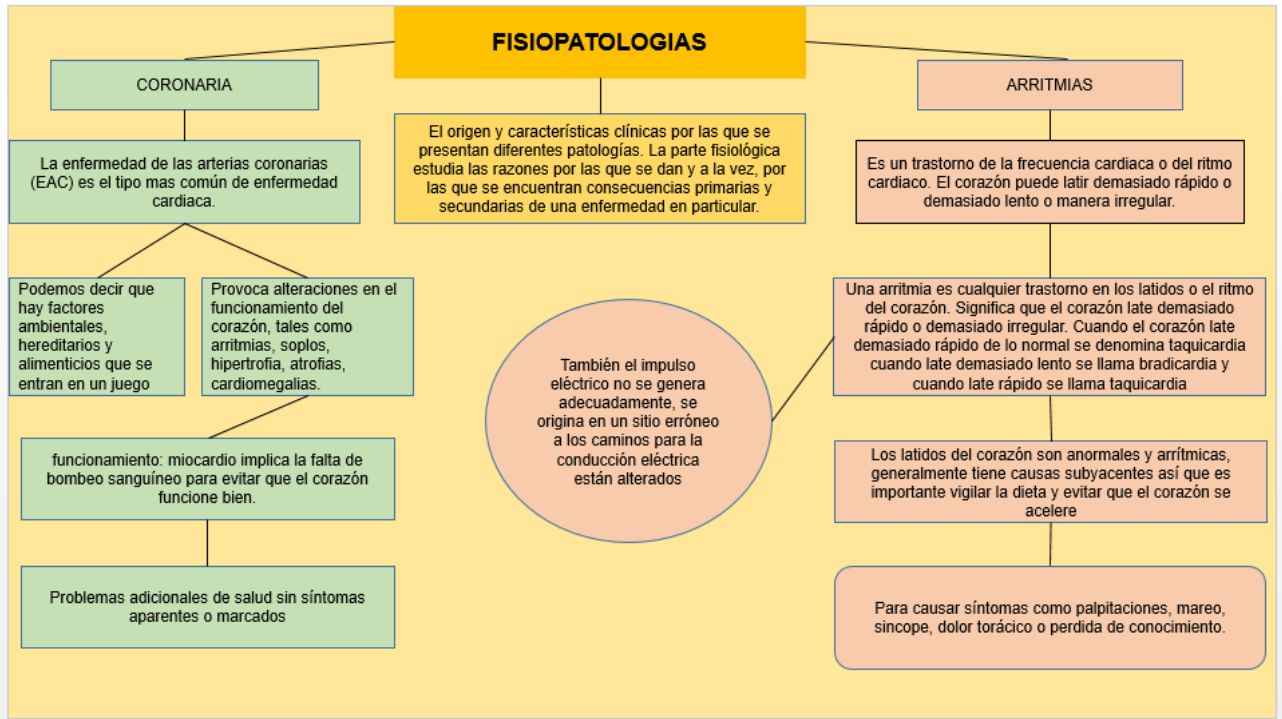 FISIOPATOLOGIAS
CORONARIA
La enfermedad de las arterias coronarias
(EAC) es el tipo mas común de enfermedad
cardiaca.
Podemos decir que
hay factores
ambientales,
hereditarios y
alimenticios que se
entran en un juego
Provoca alteraciones en el
funcionamiento del
corazón, tales como
arritmias, soplos,
hipertrofia, atrofias,
cardiomegalias.
funcionamiento: miocardio implica la falta de
bombeo sanguíneo para evitar que el corazón
funcione bien.
Problemas adicionales de salud sin síntomas
aparentes o marcados
El origen y características clínicas por las que se
presentan diferentes patologías. La parte fisiológica
estudia las razones por las que se dan y a la vez, por
las que se encuentran consecuencias primarias y
secundarias de una enfermedad en particular.
ARRITMIAS
Es un trastorno de la frecuencia cardiaca o del ritmo
cardiaco. El corazón puede latir demasiado rápido o
demasiado lento o manera irregular.
Una arritmia es cualquier trastorno en los latidos o el ritmo
del corazón. Significa que el corazón late demasiado
rápido o demasiado irregular. Cuando el corazón late
demasiado rápido de lo normal se denomina taquicardia
cuando late demasiado lento se llama bradicardia y
cuando late rápido se llama taquicardia
También el impulso
eléctrico no se genera
adecuadamente, se
origina en un sitio erróneo
a los caminos para la
conducción eléctrica
están alterados
Los latidos del corazón son anormales y arrítmicas,
generalmente tiene causas subyacentes así que es
importante vigilar la dieta y evitar que el corazón se
acelere
Para causar síntomas como palpitaciones, mareo,
sincope, dolor torácico o perdida de conocimiento.